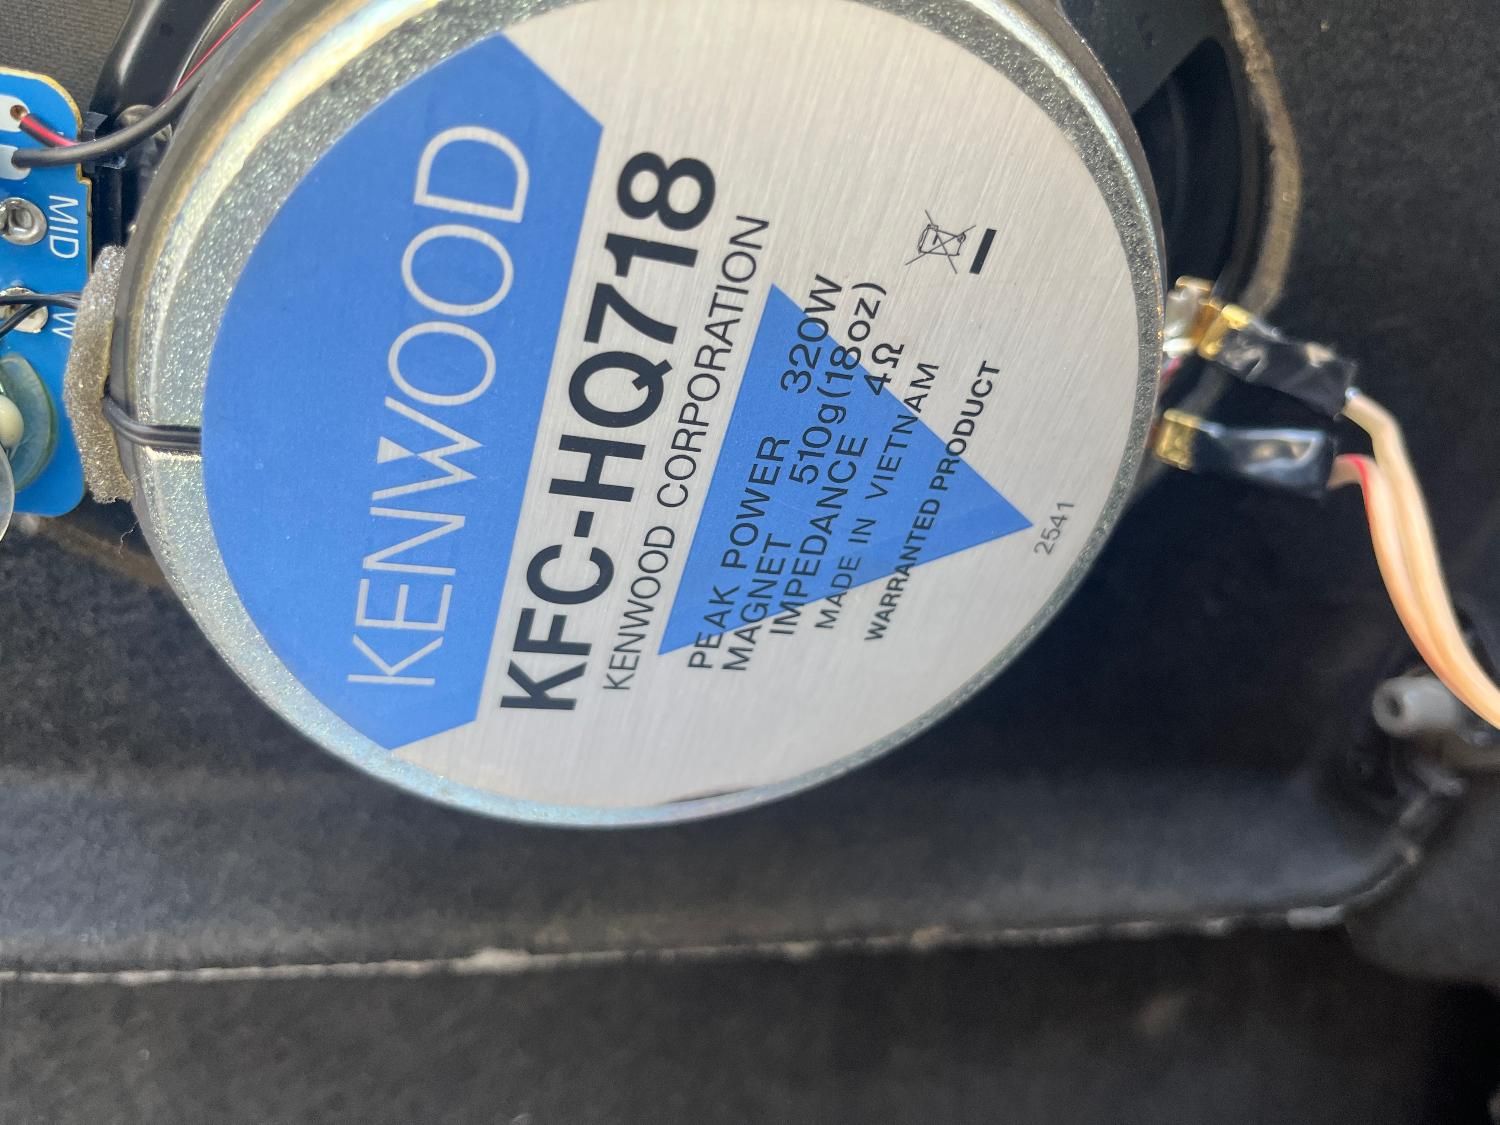 KENWOOD
KFC-HQ718
KENWOOD CORPORATION
PEAK POWER 320W
MAGNET 510g(18oz)
IMPEDANCE 4Ω
MADE IN VIETNAM
WARRANTED PRODUCT
2541
MID
W